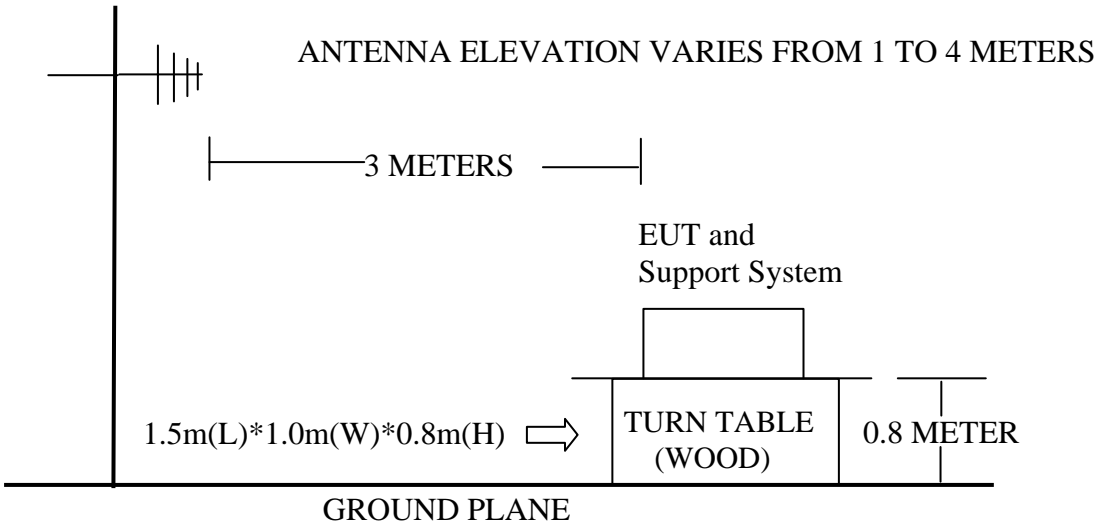 ANTENNA ELEVATION VARIES FROM 1 TO 4 METERS
3 METERS
EUT and
Support System
1.5m(L)*1.0m(W)*0.8m(H)
TURN TABLE
(WOOD)
0.8 METER
GROUND PLANE